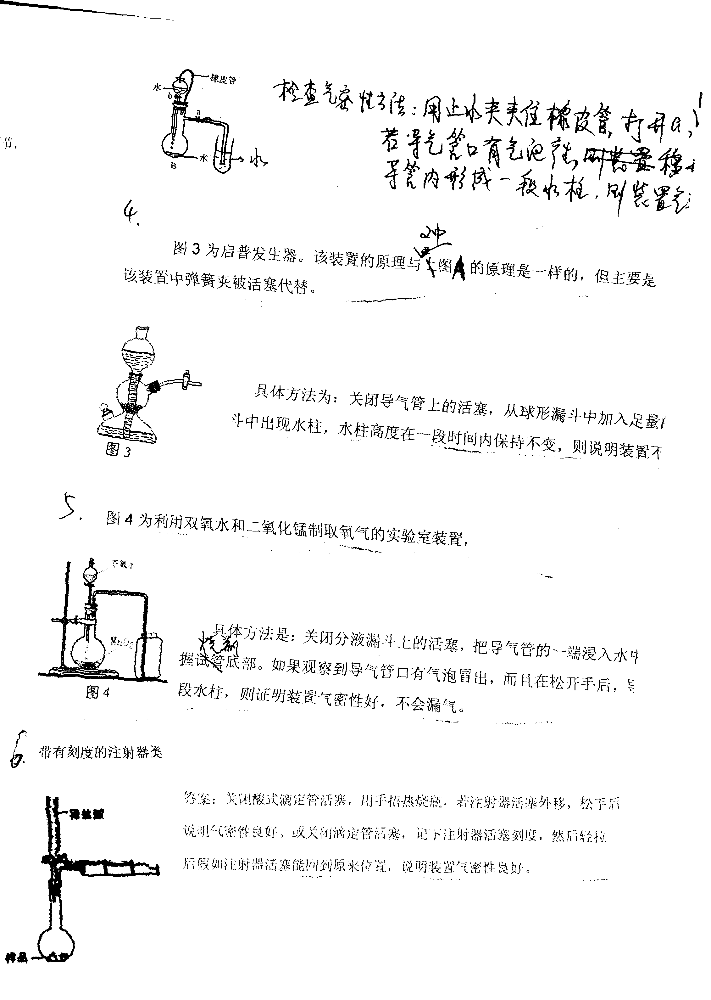 橡皮管
水
b
a
水
B
水
检查气密性方法：用止水夹夹住橡皮管，打开a，
若导气管口有气泡产生，则装置移
导管内形成一段水柱，则装置气
节，
4.
2中
图3为启普发生器。该装置的原理与上图A的原理是一样的，但主要是
该装置中弹簧夹被活塞代替。
具体方法为：关闭导气管上的活塞，从球形漏斗中加入足量
斗中出现水柱，水柱高度在一段时间内保持不变，则说明装置不
图3
5.
图4为利用双氧水和二氧化锰制取氧气的实验室装置，
双氧水
MnO2
具体方法是：关闭分液漏斗上的活塞，把导气管的一端浸入水中
烧瓶
握试管底部。如果观察到导气管口有气泡冒出，而且在松开手后，导
段水柱，则证明装置气密性好，不会漏气。
图4
6.
带有刻度的注射器类
答案：关闭酸式滴定管活塞，用手捂热烧瓶，若注射器活塞外移，松手后
稀盐酸
说明气密性良好。或关闭滴定管活塞，记下注射器活塞刻度，然后轻拉
后假如注射器活塞能回到原来位置，说明装置气密性良好。
样品